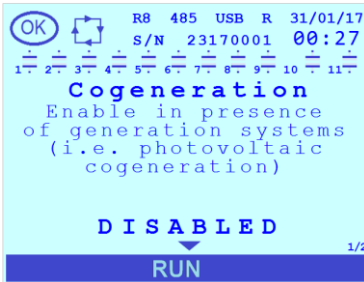 OK R8 485 USB R 31/01/17
S/N 23170001 00:27
1 2 3 4 5 6 7 8 9 10 11
Cogeneration
Enable in presence
of generation systems
(i.e. photovoltaic
cogeneration)
DISABLED
1/2
RUN